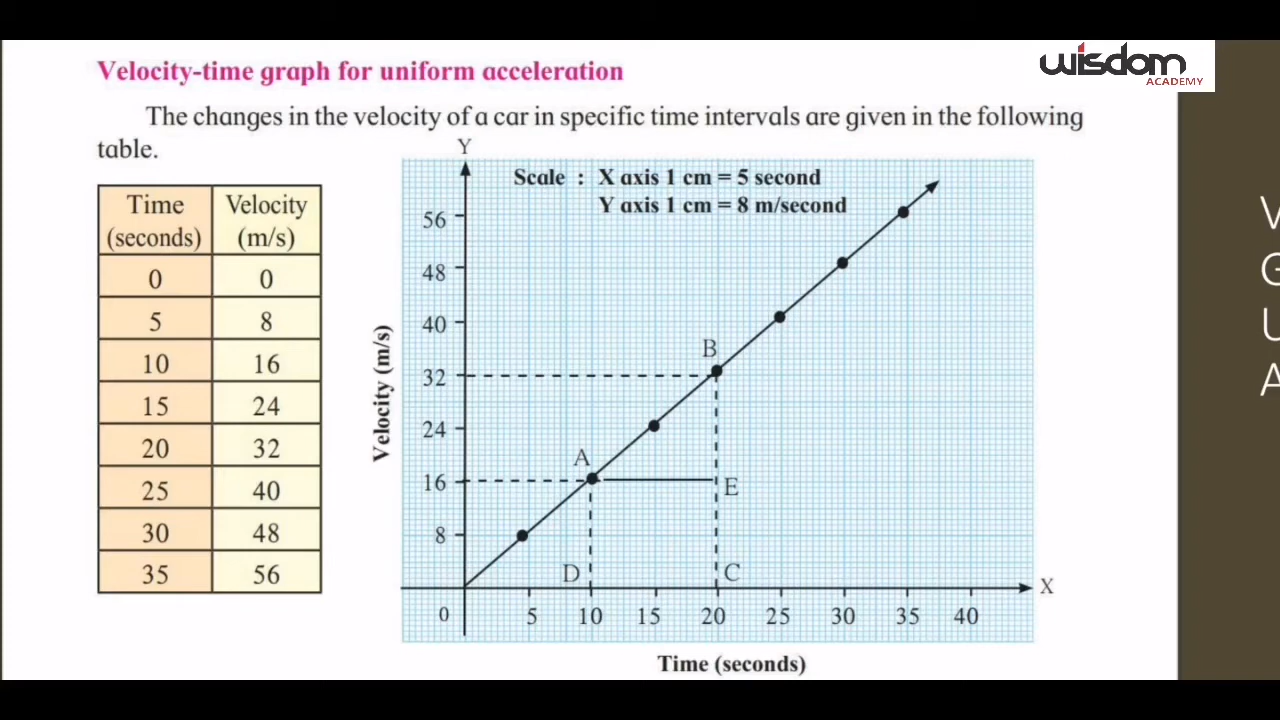 wisdom
ACADEMY
Velocity-time graph for uniform acceleration
The changes in the velocity of a car in specific time intervals are given in the following
table.
Time (seconds) Velocity (m/s)
0 0
5 8
10 16
15 24
20 32
25 40
30 48
35 56
Y
Scale : X axis 1 cm = 5 second
Y axis 1 cm = 8 m/second
56
48
40
32
24
16
8
Velocity (m/s)
B
A
E
D
C
X
0 5 10 15 20 25 30 35 40
Time (seconds)
V
G
U
A